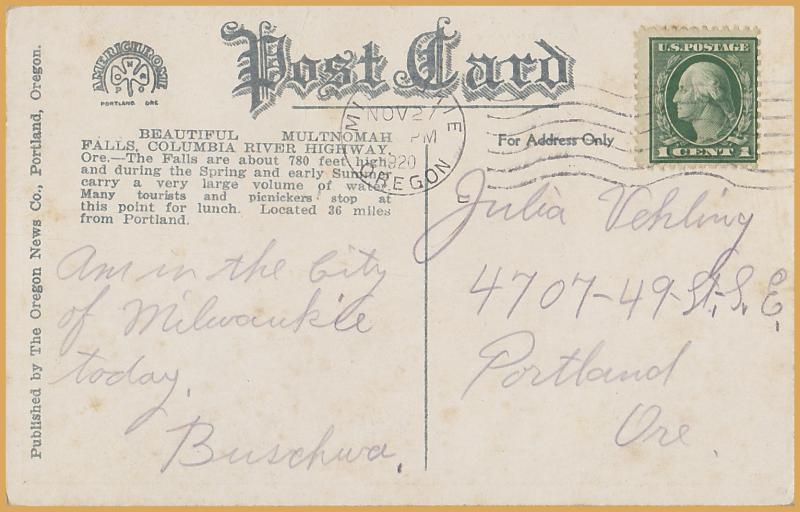 Published by The Oregon News Co., Portland, Oregon.
AMERICHROME
PORTLAND ORE
Post Card
BEAUTIFUL MULTNOMAH
FALLS, COLUMBIA RIVER HIGHWAY.
Ore.—The Falls are about 780 feet high
and during the Spring and early Summer
carry a very large volume of water.
Many tourists and picnickers stop at
this point for lunch. Located 36 miles
from Portland.
MILWAUKIE
NOV 27
PM
1920
OREGON
U.S. POSTAGE
1 CENT 1
For Address Only
Am in the City
of Milwaukie
today.
Buschwa.
Julia Vehling
4707-49-St. S.E.
Portland
Ore.